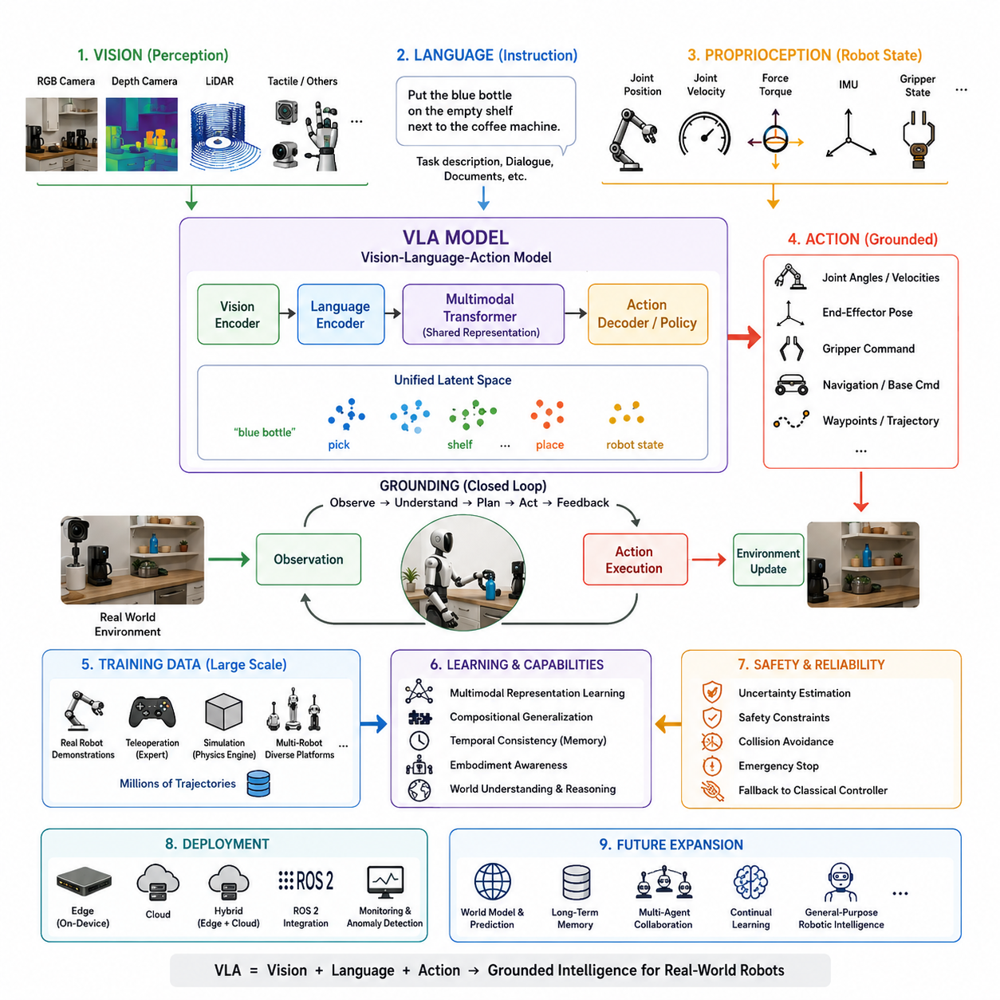 1. VISION (Perception)
RGB Camera
Depth Camera
LiDAR
Tactile / Others
...
2. LANGUAGE (Instruction)
Put the blue bottle
on the empty shelf
next to the coffee machine.
Task description, Dialogue,
Documents, etc.
3. PROPRIOCEPTION (Robot State)
Joint
Position
Joint
Velocity
Force
Torque
IMU
Gripper
State
...
VLA MODEL
Vision-Language-Action Model
Vision
Encoder
Language
Encoder
Multimodal
Transformer
(Shared Representation)
Action
Decoder / Policy
Unified Latent Space
"blue bottle"
pick
shelf
...
place
robot state
4. ACTION (Grounded)
Joint Angles / Velocities
End-Effector Pose
Gripper Command
Navigation / Base Cmd
Waypoints / Trajectory
...
GROUNDING (Closed Loop)
Observe → Understand → Plan → Act → Feedback
Real World
Environment
Observation
Action
Execution
Environment
Update
5. TRAINING DATA (Large Scale)
Real Robot
Demonstrations
Teleoperation
(Expert)
Simulation
(Physics Engine)
Multi-Robot
Diverse Platforms
...
Millions of Trajectories
6. LEARNING & CAPABILITIES
Multimodal Representation Learning
Compositional Generalization
Temporal Consistency (Memory)
Embodiment Awareness
World Understanding & Reasoning
7. SAFETY & RELIABILITY
Uncertainty Estimation
Safety Constraints
Collision Avoidance
Emergency Stop
Fallback to Classical Controller
8. DEPLOYMENT
Edge
(On-Device)
Cloud
Hybrid
(Edge + Cloud)
ROS 2
ROS 2
Integration
Monitoring &
Anomaly Detection
9. FUTURE EXPANSION
World Model &
Prediction
Long-Term
Memory
Multi-Agent
Collaboration
Continual
Learning
General-Purpose
Robotic Intelligence
...
VLA = Vision + Language + Action → Grounded Intelligence for Real-World Robots